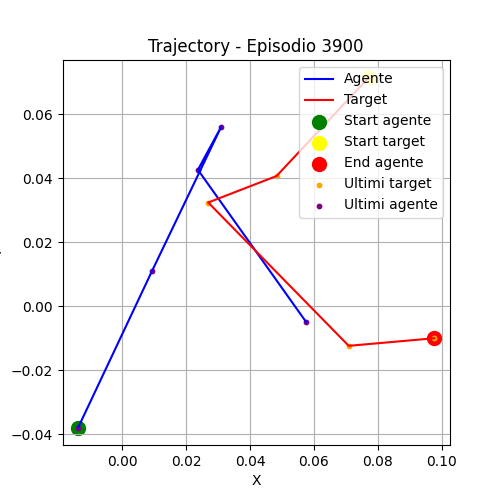 Trajectory - Episodio 3900
Agente
Target
Start agente
Start target
End agente
Ultimi target
Ultimi agente
0.06
0.04
0.02
0.00
−0.02
−0.04
0.00 0.02 0.04 0.06 0.08 0.10
X